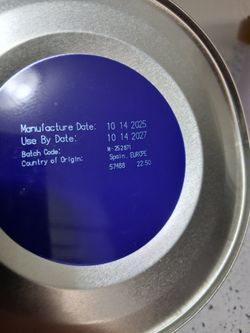 Manufacture Date: 10 14 2025
Use By Date: 10 14 2027
Batch Code: M-252871
Country of Origin: Spain, EUROPE
57488 22:50